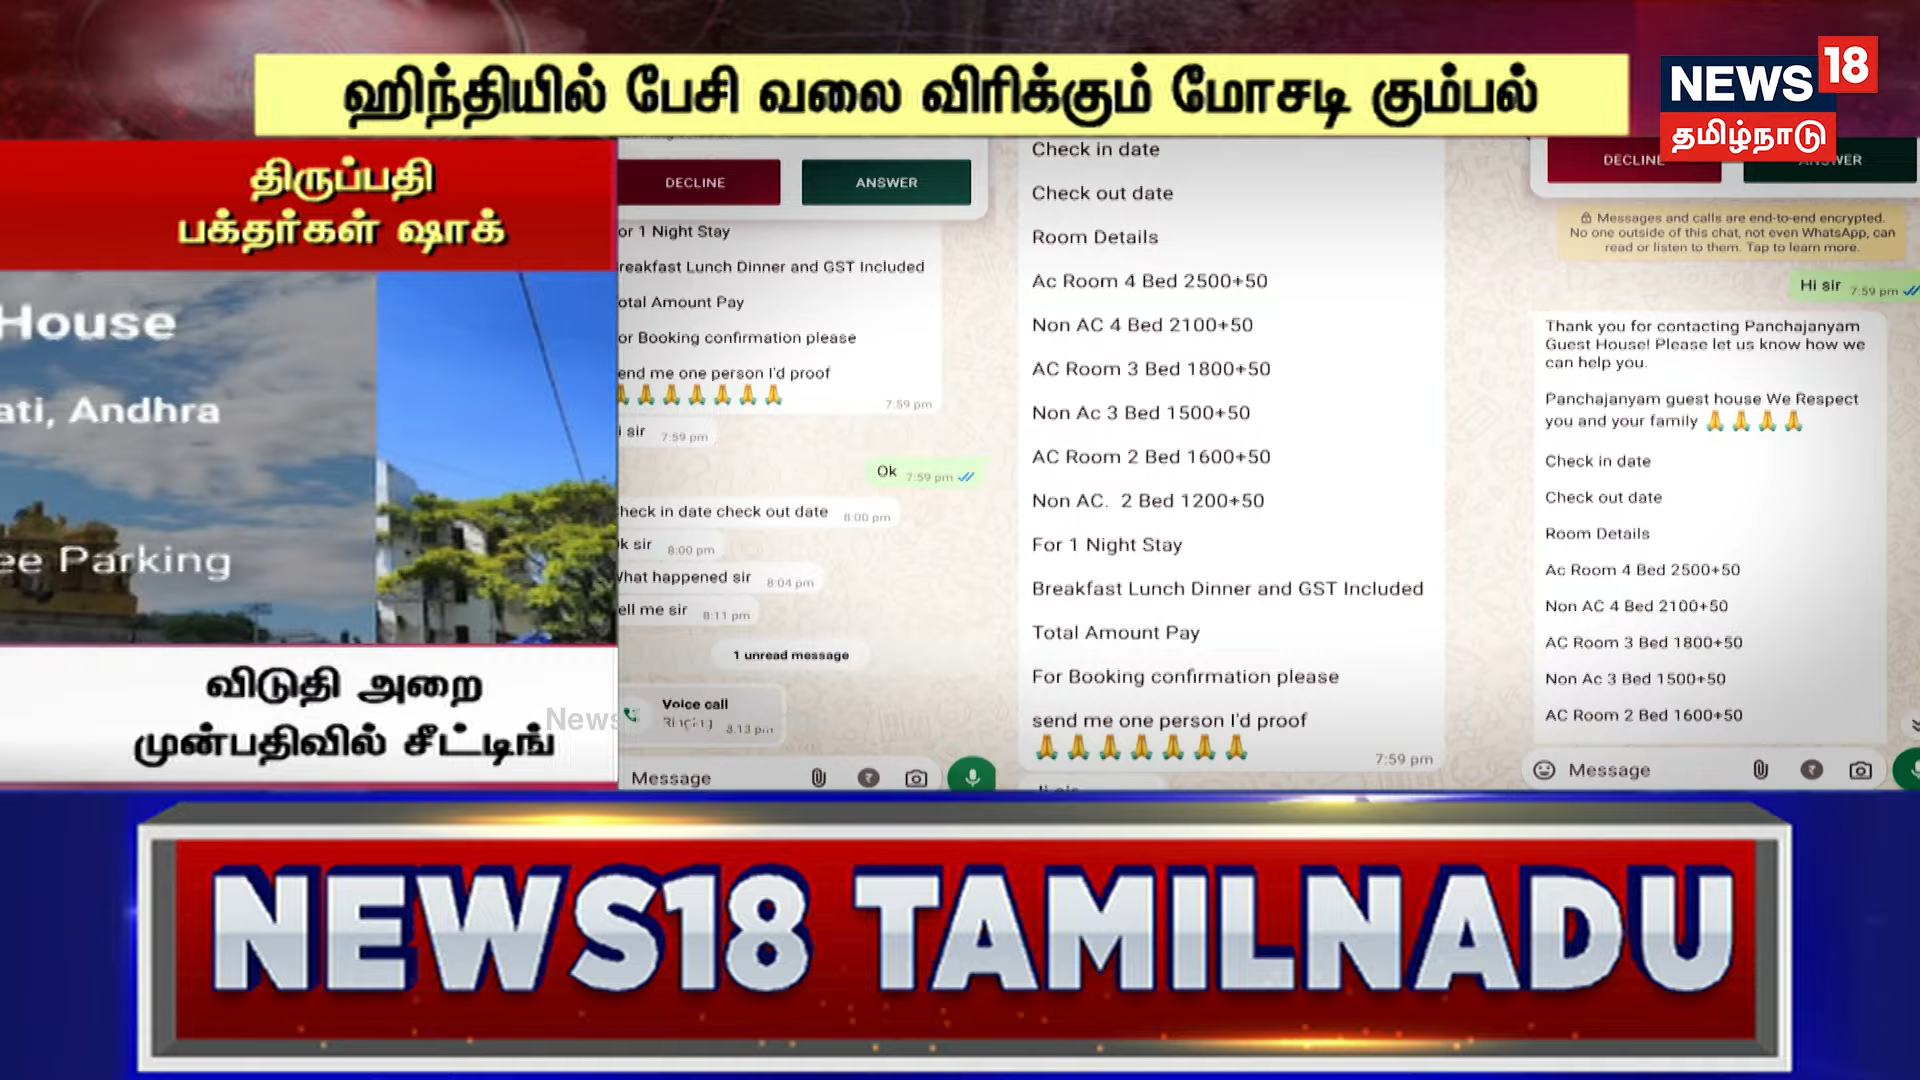 ஹிந்தியில் பேசி வலை விரிக்கும் மோசடி கும்பல்
NEWS 18
தமிழ்நாடு
திருப்பதி
பக்தர்கள் ஷாக்
House
ati, Andhra
ee Parking
விடுதி அறை
முன்பதிவில் சீட்டிங்
DECLINE
ANSWER
or 1 Night Stay
reakfast Lunch Dinner and GST Included
otal Amount Pay
or Booking confirmation please
end me one person I'd proof
🙏🙏🙏🙏🙏🙏🙏
7:59 pm
i sir 7:59 pm
Ok 7:59 pm
heck in date check out date 8:00 pm
k sir 8:00 pm
hat happened sir 8:04 pm
ell me sir 8:11 pm
1 unread message
Voice call
Ringing 8:13 pm
News
Message
Check in date
Check out date
Room Details
Ac Room 4 Bed 2500+50
Non AC 4 Bed 2100+50
AC Room 3 Bed 1800+50
Non Ac 3 Bed 1500+50
AC Room 2 Bed 1600+50
Non AC. 2 Bed 1200+50
For 1 Night Stay
Breakfast Lunch Dinner and GST Included
Total Amount Pay
For Booking confirmation please
send me one person I'd proof
🙏🙏🙏🙏🙏🙏🙏
7:59 pm
DECLINE
ANSWER
Messages and calls are end-to-end encrypted.
No one outside of this chat, not even WhatsApp, can
read or listen to them. Tap to learn more.
Hi sir 7:59 pm
Thank you for contacting Panchajanyam
Guest House! Please let us know how we
can help you.
Panchajanyam guest house We Respect
you and your family 🙏🙏🙏🙏
Check in date
Check out date
Room Details
Ac Room 4 Bed 2500+50
Non AC 4 Bed 2100+50
AC Room 3 Bed 1800+50
Non Ac 3 Bed 1500+50
AC Room 2 Bed 1600+50
Message
NEWS18 TAMILNADU